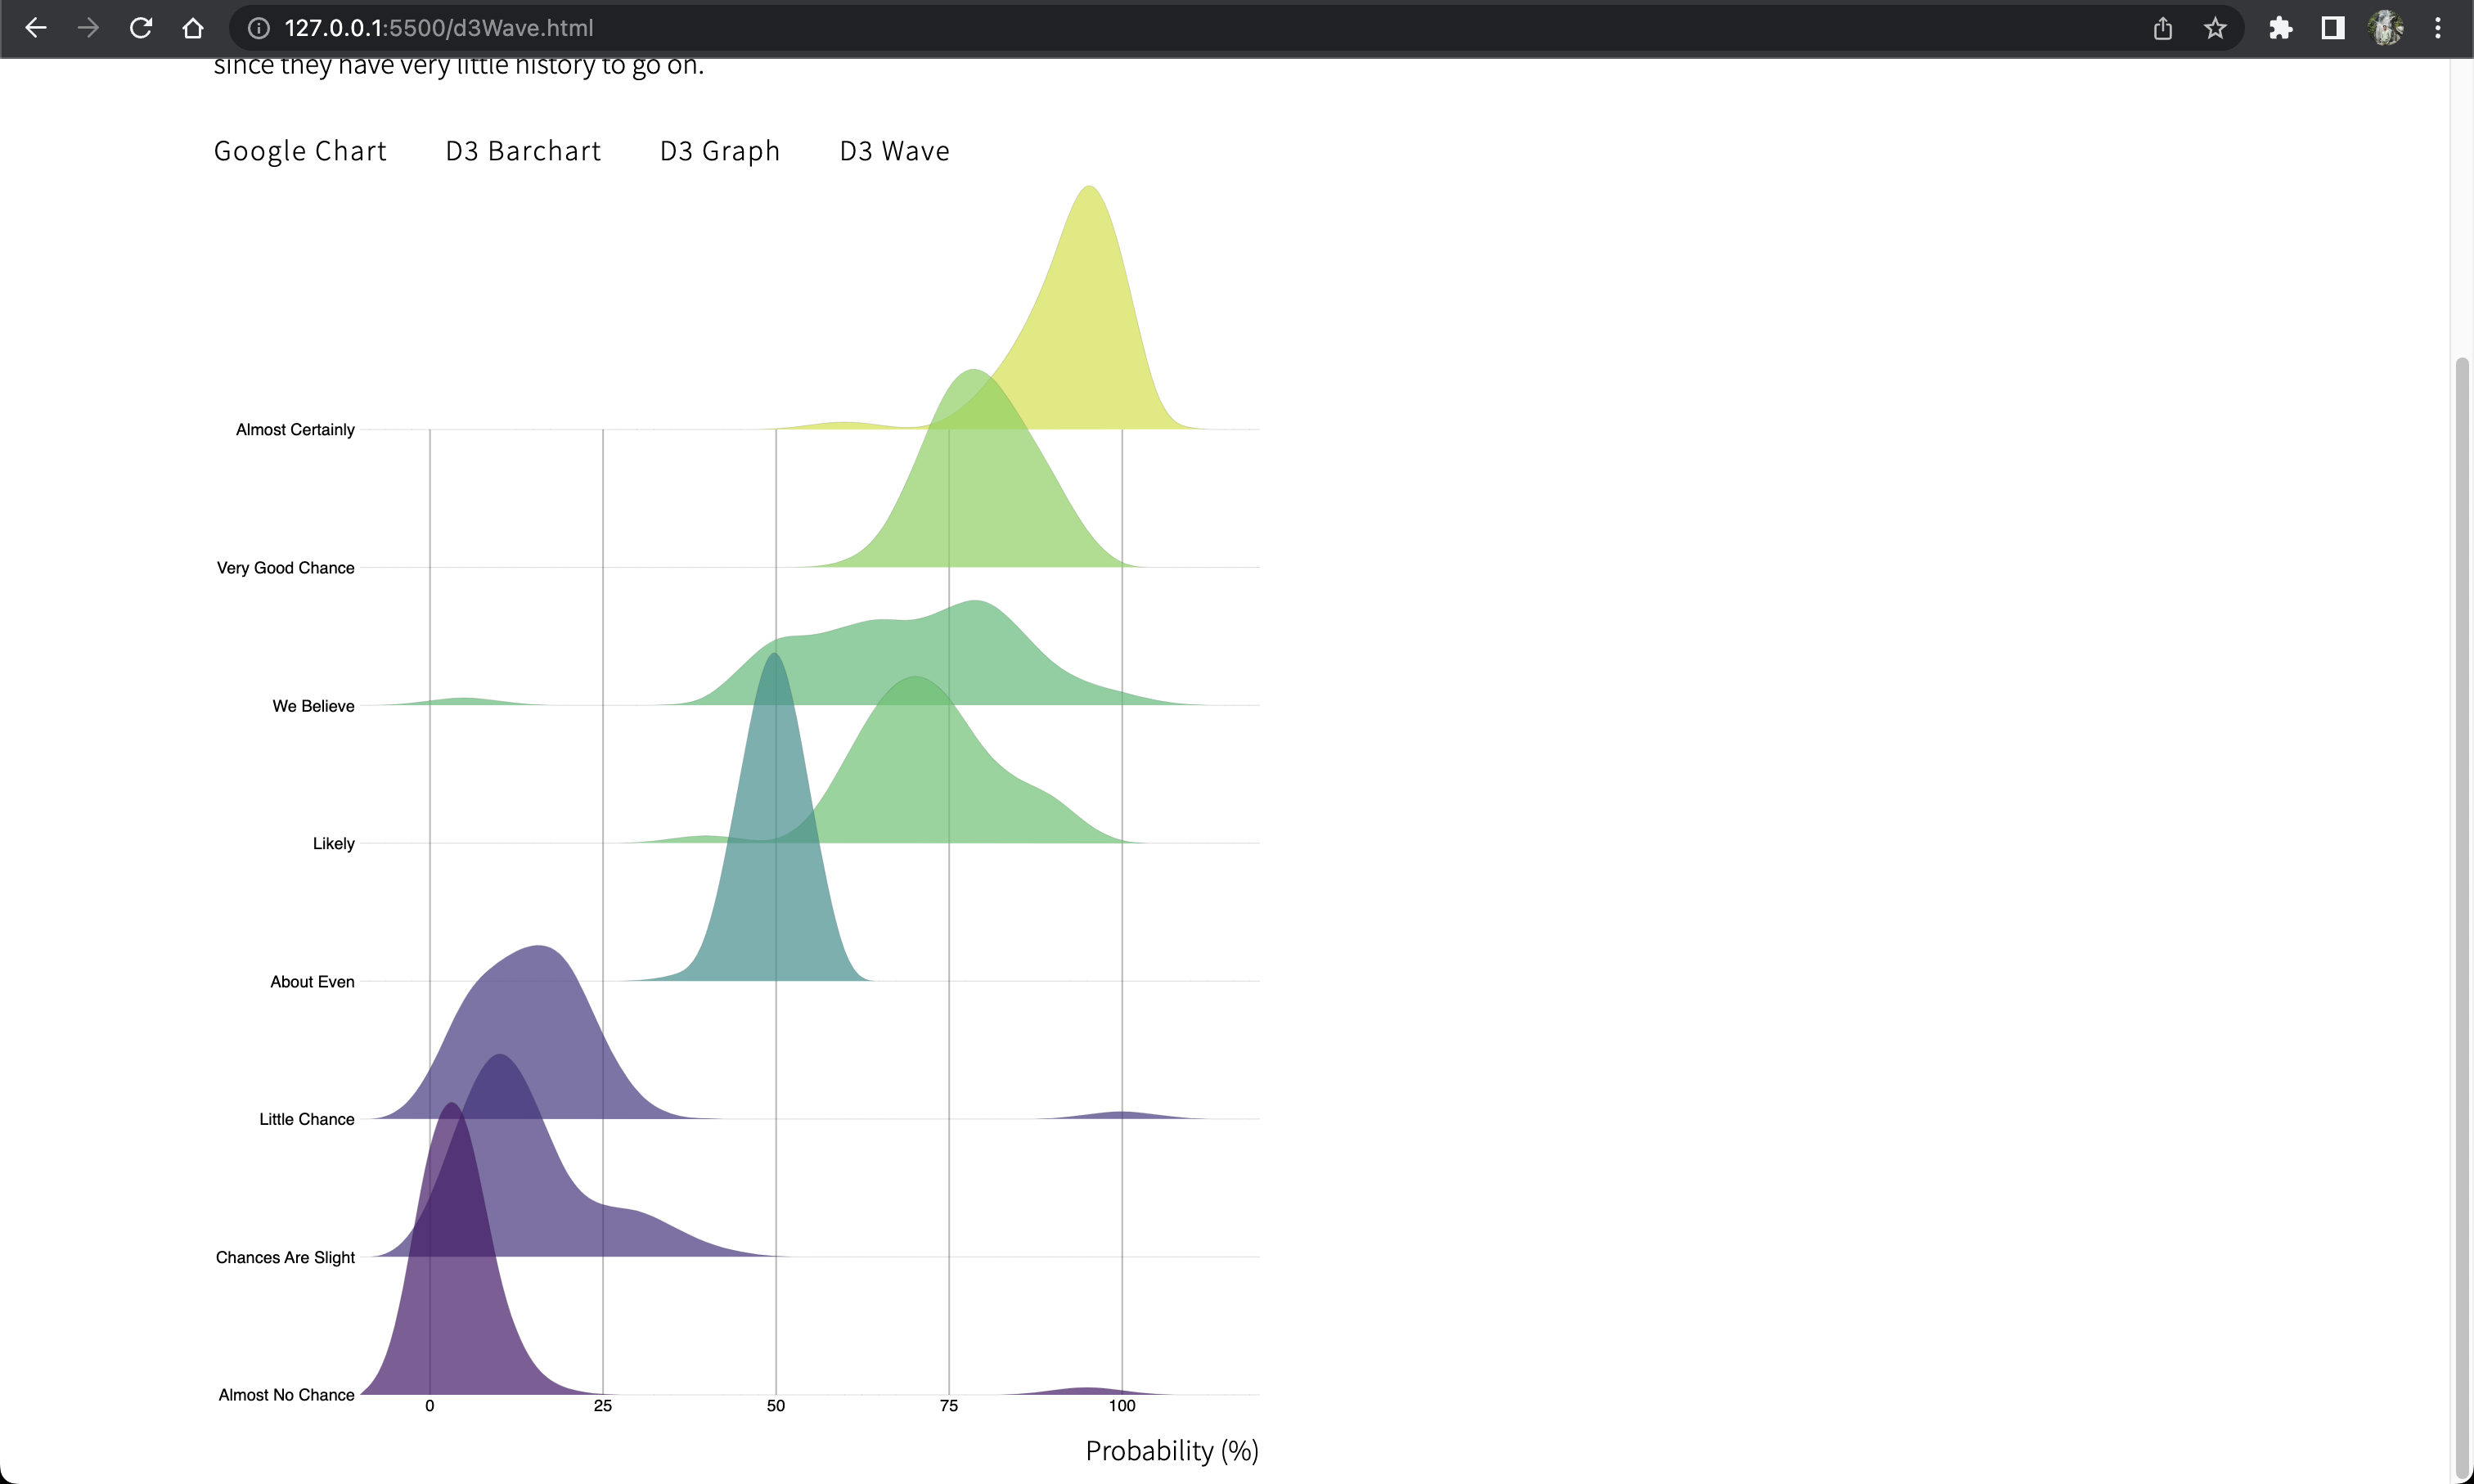 127.0.0.1:5500/d3Wave.html
since they have very little history to go on.
Google Chart D3 Barchart D3 Graph D3 Wave
Almost Certainly
Very Good Chance
We Believe
Likely
About Even
Little Chance
Chances Are Slight
Almost No Chance
0 25 50 75 100
Probability (%)